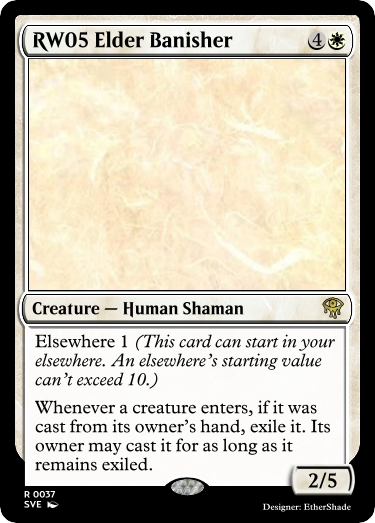 RW05 Elder Banisher 4
Creature — Human Shaman
Elsewhere 1 (This card can start in your
elsewhere. An elsewhere's starting value
can't exceed 10.)
Whenever a creature enters, if it was
cast from its owner's hand, exile it. Its
owner may cast it for as long as it
remains exiled.
2/5
R 0037
SVE
Designer: EtherShade